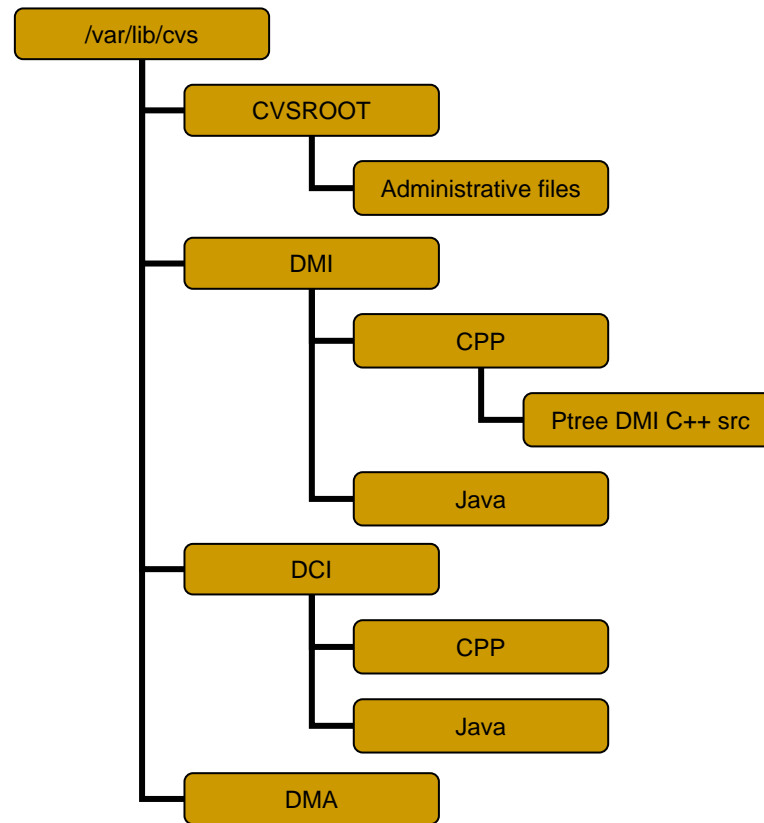 /var/lib/cvs
CVSROOT
Administrative files
DMI
CPP
Ptree DMI C++ src
Java
DCI
CPP
Java
DMA